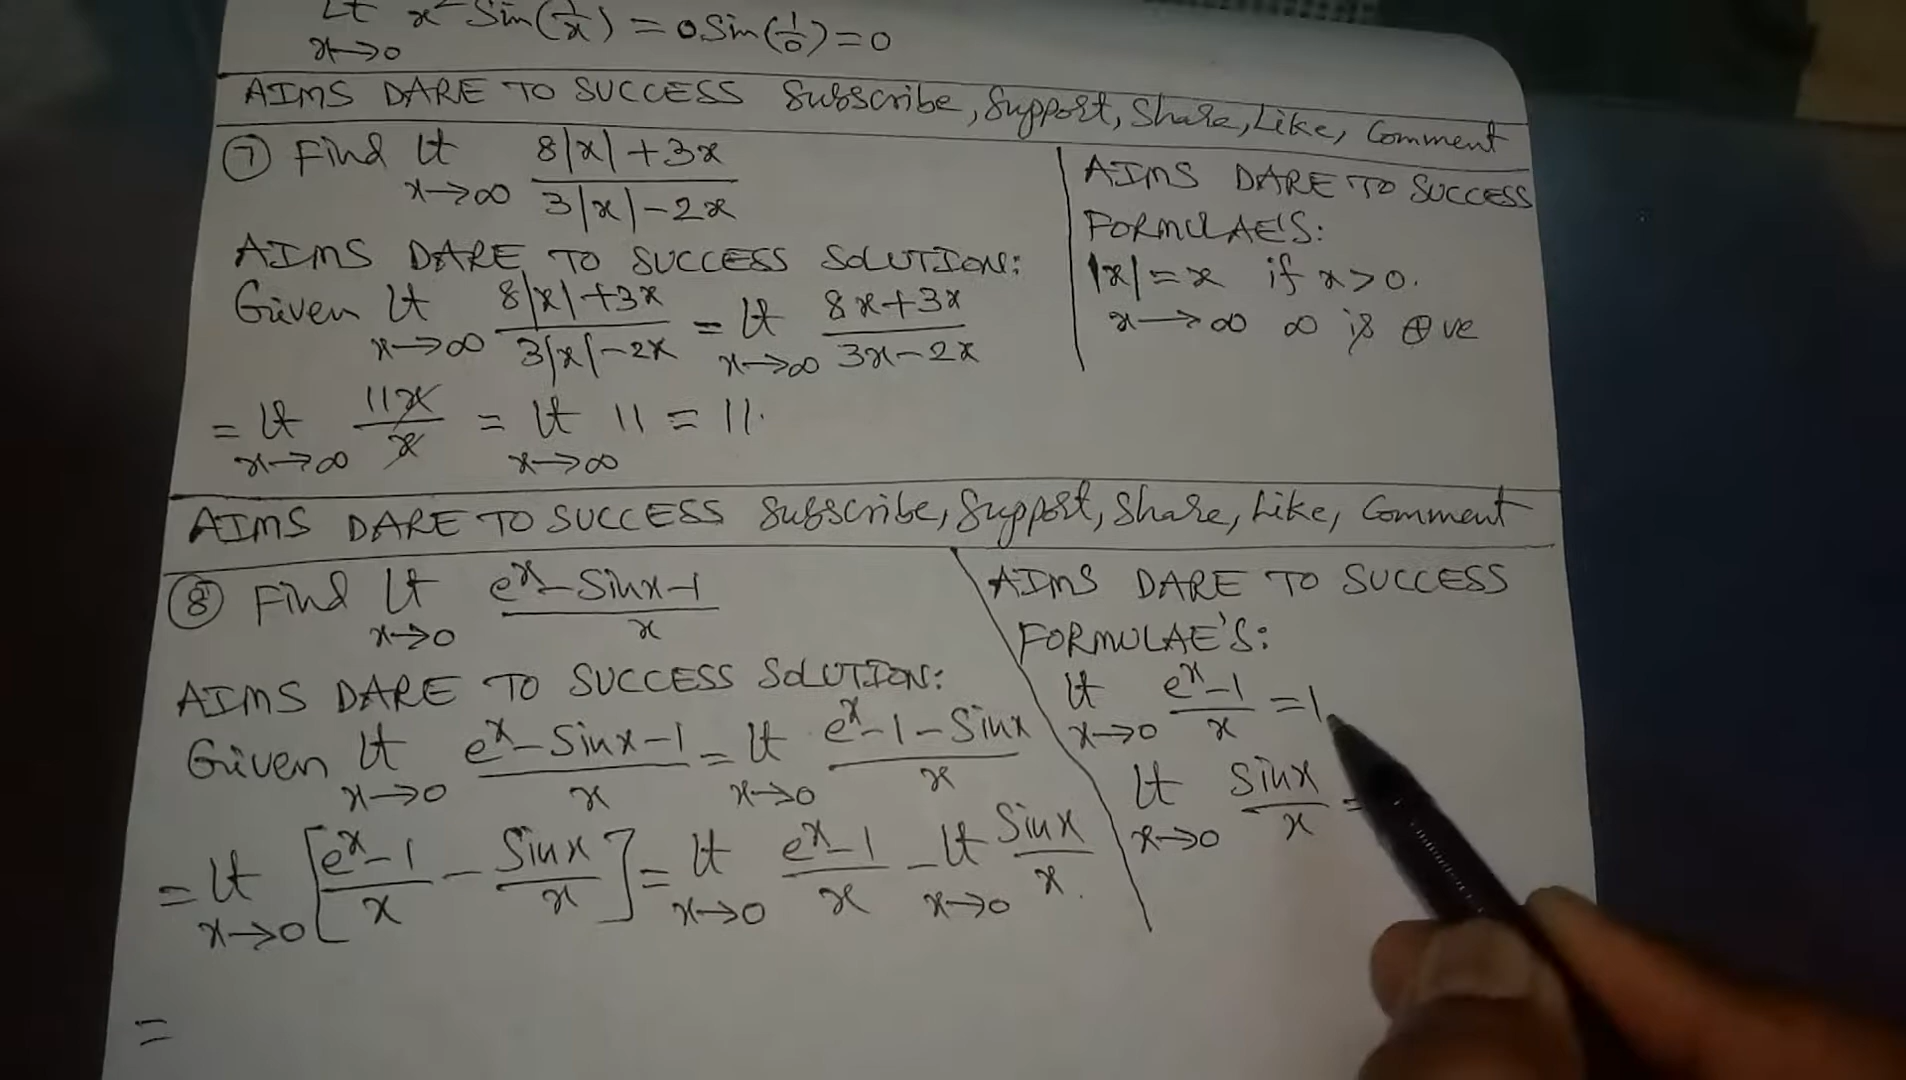 Lt x² Sin(1/x) = 0 Sin(1/0) = 0
x→0
AIMS DARE TO SUCCESS Subscribe, Support, Share, Like, Comment
⑦ Find Lt 8|x|+3x
x→∞ 3|x|-2x
AIMS DARE TO SUCCESS SOLUTION:
Given Lt 8|x|+3x = Lt 8x+3x
x→∞ 3|x|-2x x→∞ 3x-2x
= Lt 11x = Lt 11 = 11.
x→∞ x x→∞
AIMS DARE TO SUCCESS
FORMULAE'S:
|x|=x if x>0.
x→∞ ∞ is ⊕ve
AIMS DARE TO SUCCESS Subscribe, Support, Share, Like, Comment
⑧ Find Lt eˣ-Sinx-1
x→0 x
AIMS DARE TO SUCCESS SOLUTION:
Given Lt eˣ-Sinx-1 = Lt eˣ-1-Sinx
x→0 x x→0 x
= Lt [eˣ-1 - Sinx] = Lt eˣ-1 - Lt Sinx
x→0 x x x→0 x x→0 x.
=
AIMS DARE TO SUCCESS
FORMULAE'S:
Lt eˣ-1 = 1
x→0 x
Lt Sinx =
x→0 x